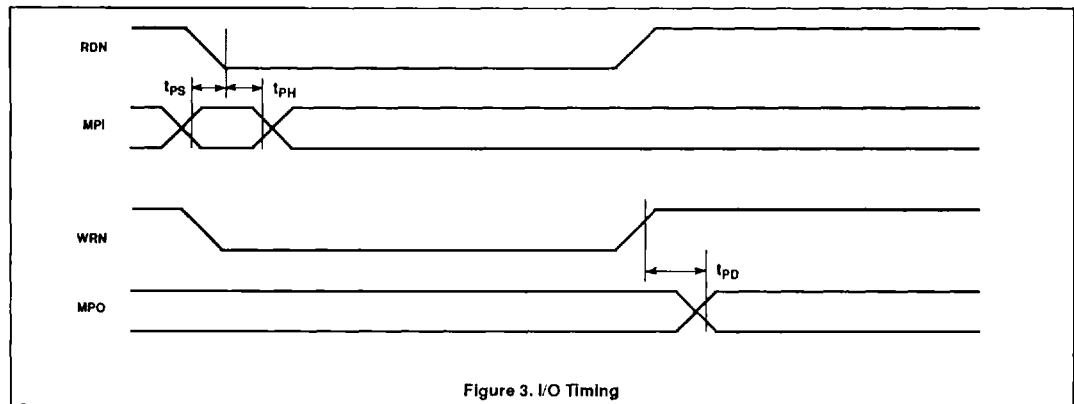 RDN
tPS
tPH
MPI
WRN
tPD
MPO
Figure 3. I/O Timing